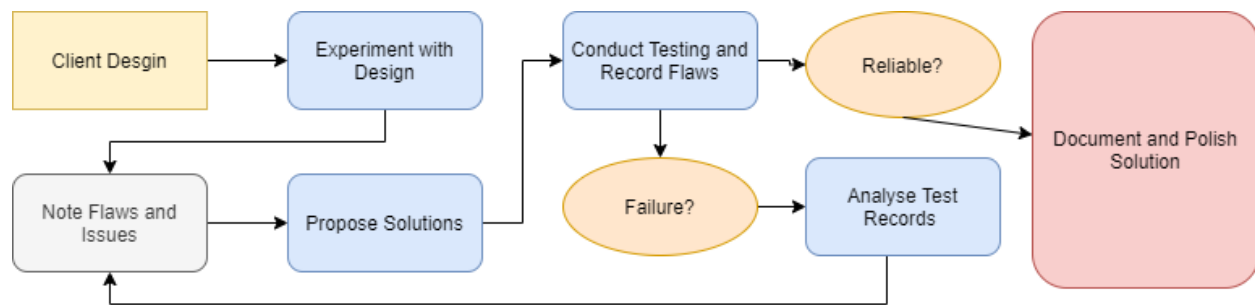 Client Desgin
Experiment with
Design
Conduct Testing and
Record Flaws
Reliable?
Document and Polish
Solution
Note Flaws and
Issues
Propose Solutions
Failure?
Analyse Test
Records